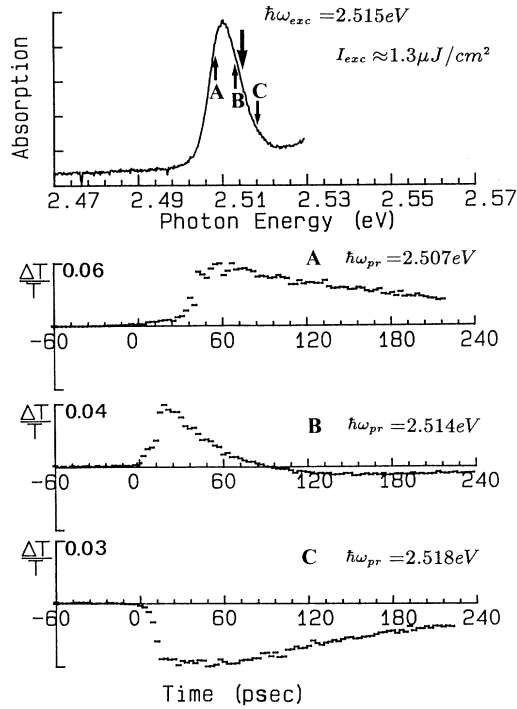 ħω_exc = 2.515eV
I_exc ≈ 1.3μJ/cm²
Absorption
A
B
C
2.47 2.49 2.51 2.53 2.55 2.57
Photon Energy (eV)
ΔT/T 0.06
A ħω_pr = 2.507eV
-60 0 60 120 180 240
ΔT/T 0.04
B ħω_pr = 2.514eV
-60 0 60 120 180 240
ΔT/T 0.03
C ħω_pr = 2.518eV
-60 0 60 120 180 240
Time (psec)